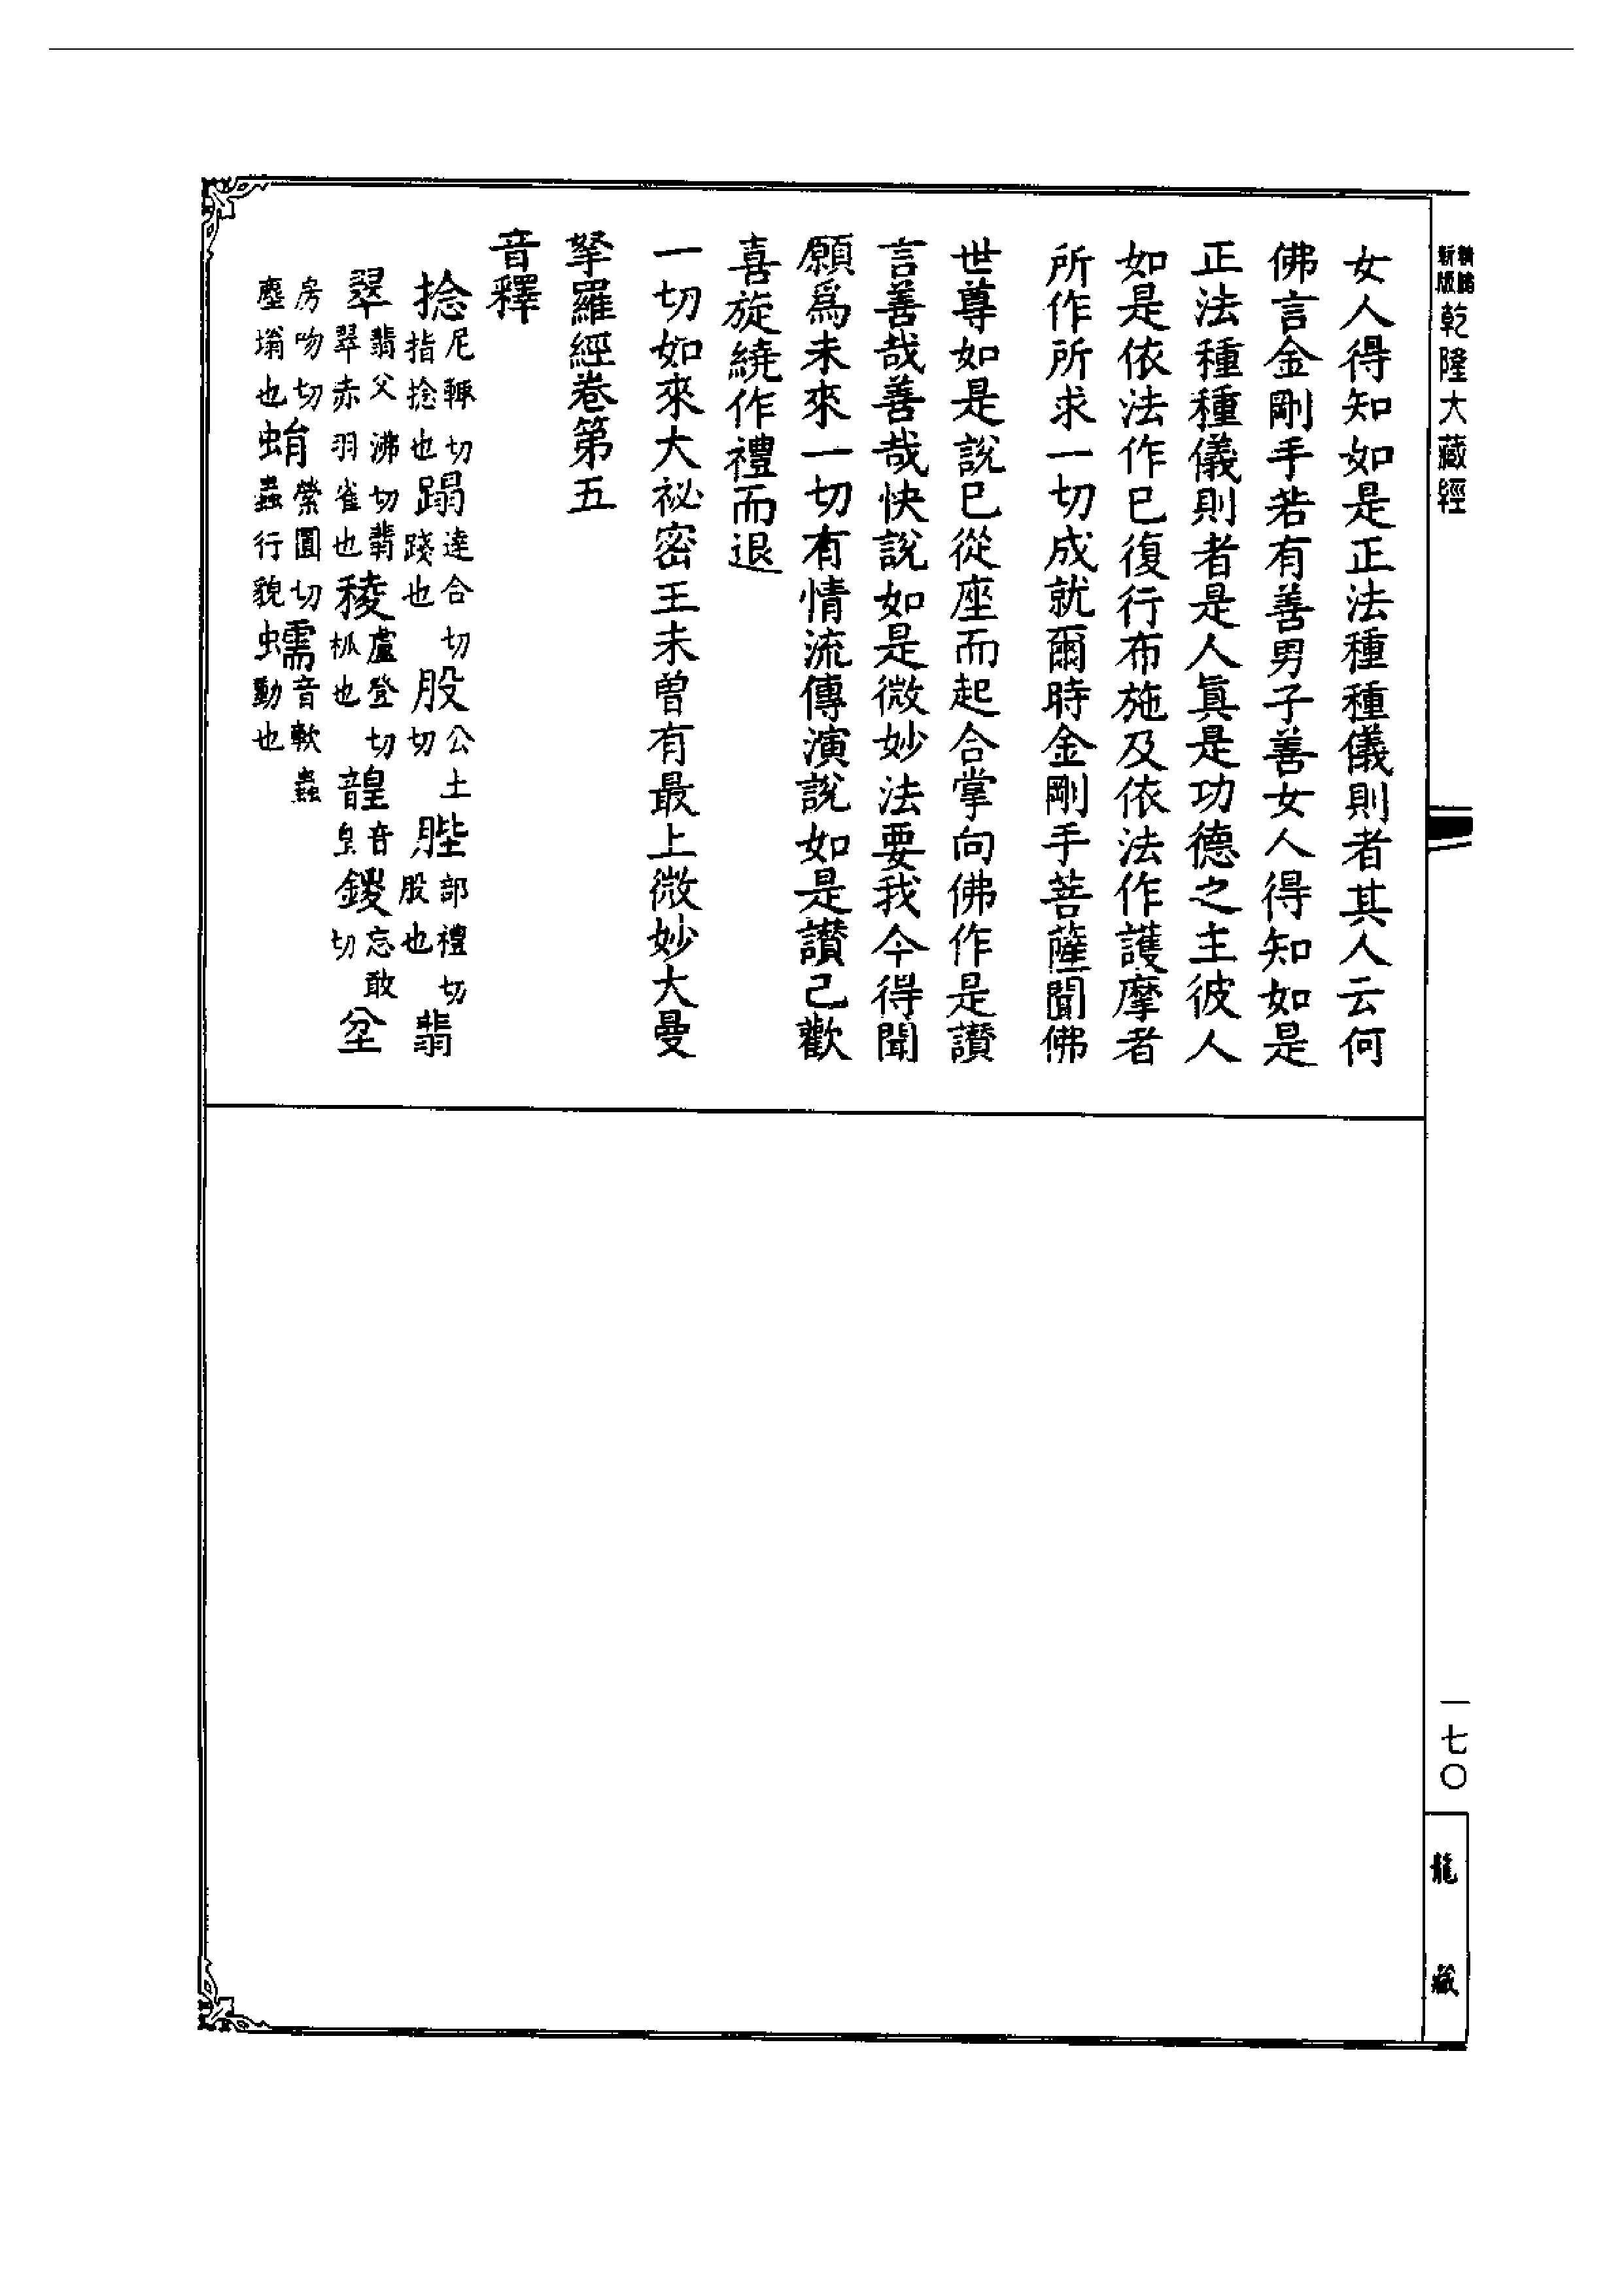 新版
乾隆大藏經
一七〇
龍藏
女人得知如是正法種種儀則者其人云何
佛言金剛手若有善男子善女人得知如是
正法種種儀則者是人真是功德之主彼人
如是依法作已復行布施及依法作護摩者
所作所求一切成就爾時金剛手菩薩聞佛
世尊如是說已從座而起合掌向佛作是讚
言善哉善哉快說如是微妙法要我今得聞
願為未來一切有情流傳演說如是讚已歡
喜旋繞作禮而退
一切如來大祕密王未曾有最上微妙大曼
拏羅經卷第五
音釋
捻尼輒切指捻也蹋達合切踐也股公土切髀部禮切股也翡
翠翡父沸切翡翠赤羽雀也稜盧登切柧也韹音皇鑁忘敢切坌
房吻切塵塕也蜎縈圓切蟲行貌蠕音軟蟲動也